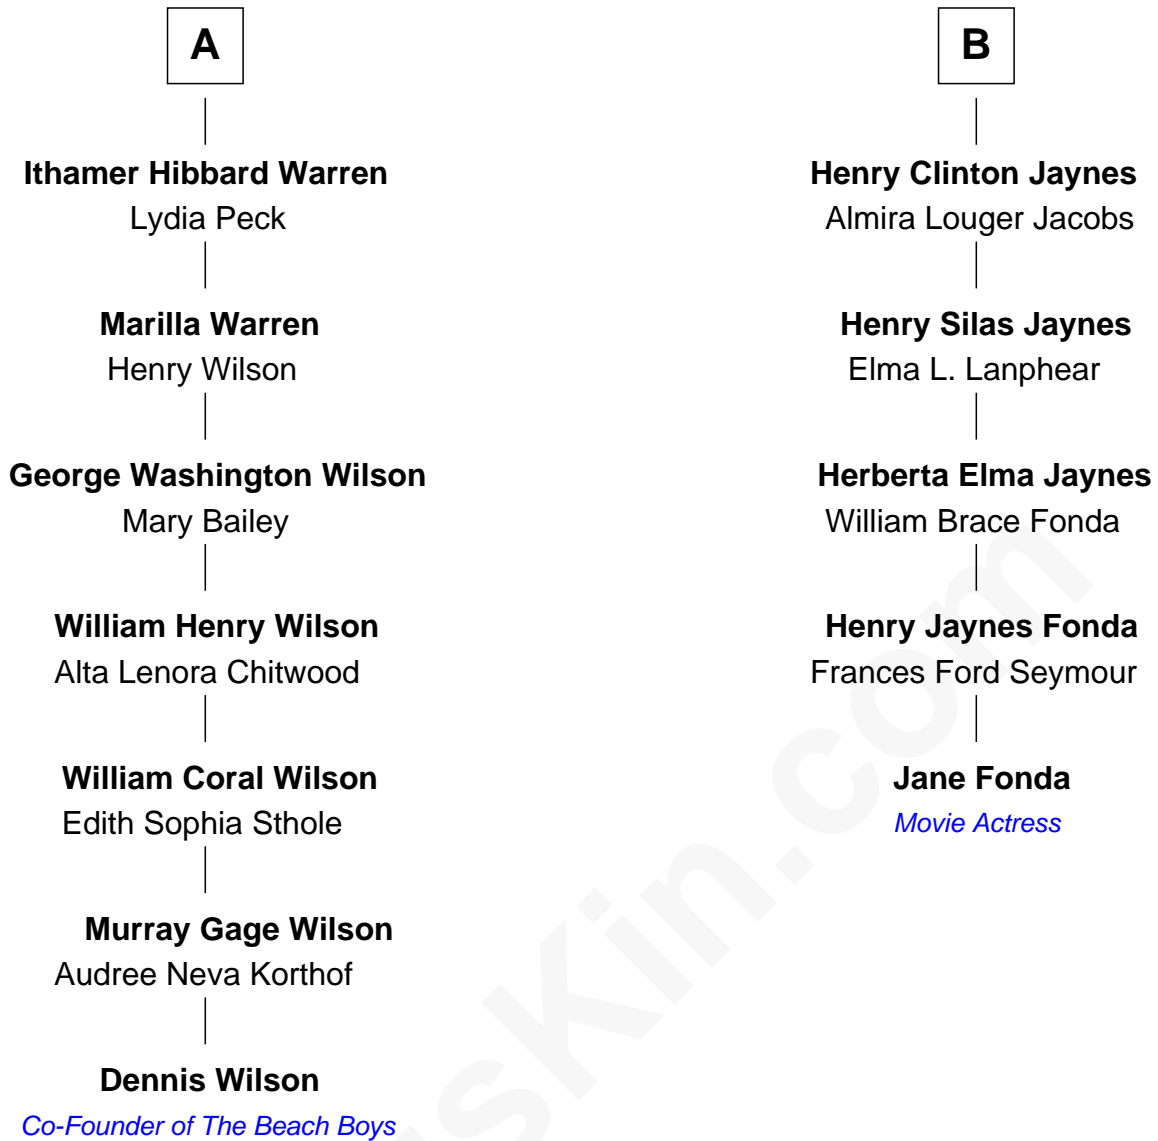 A
Ithamer Hibbard Warren
Lydia Peck
Marilla Warren
Henry Wilson
George Washington Wilson
Mary Bailey
William Henry Wilson
Alta Lenora Chitwood
William Coral Wilson
Edith Sophia Sthole
Murray Gage Wilson
Audree Neva Korthof
Dennis Wilson
Co-Founder of The Beach Boys
B
Henry Clinton Jaynes
Almira Louger Jacobs
Henry Silas Jaynes
Elma L. Lanphear
Herberta Elma Jaynes
William Brace Fonda
Henry Jaynes Fonda
Frances Ford Seymour
Jane Fonda
Movie Actress
sKin.com